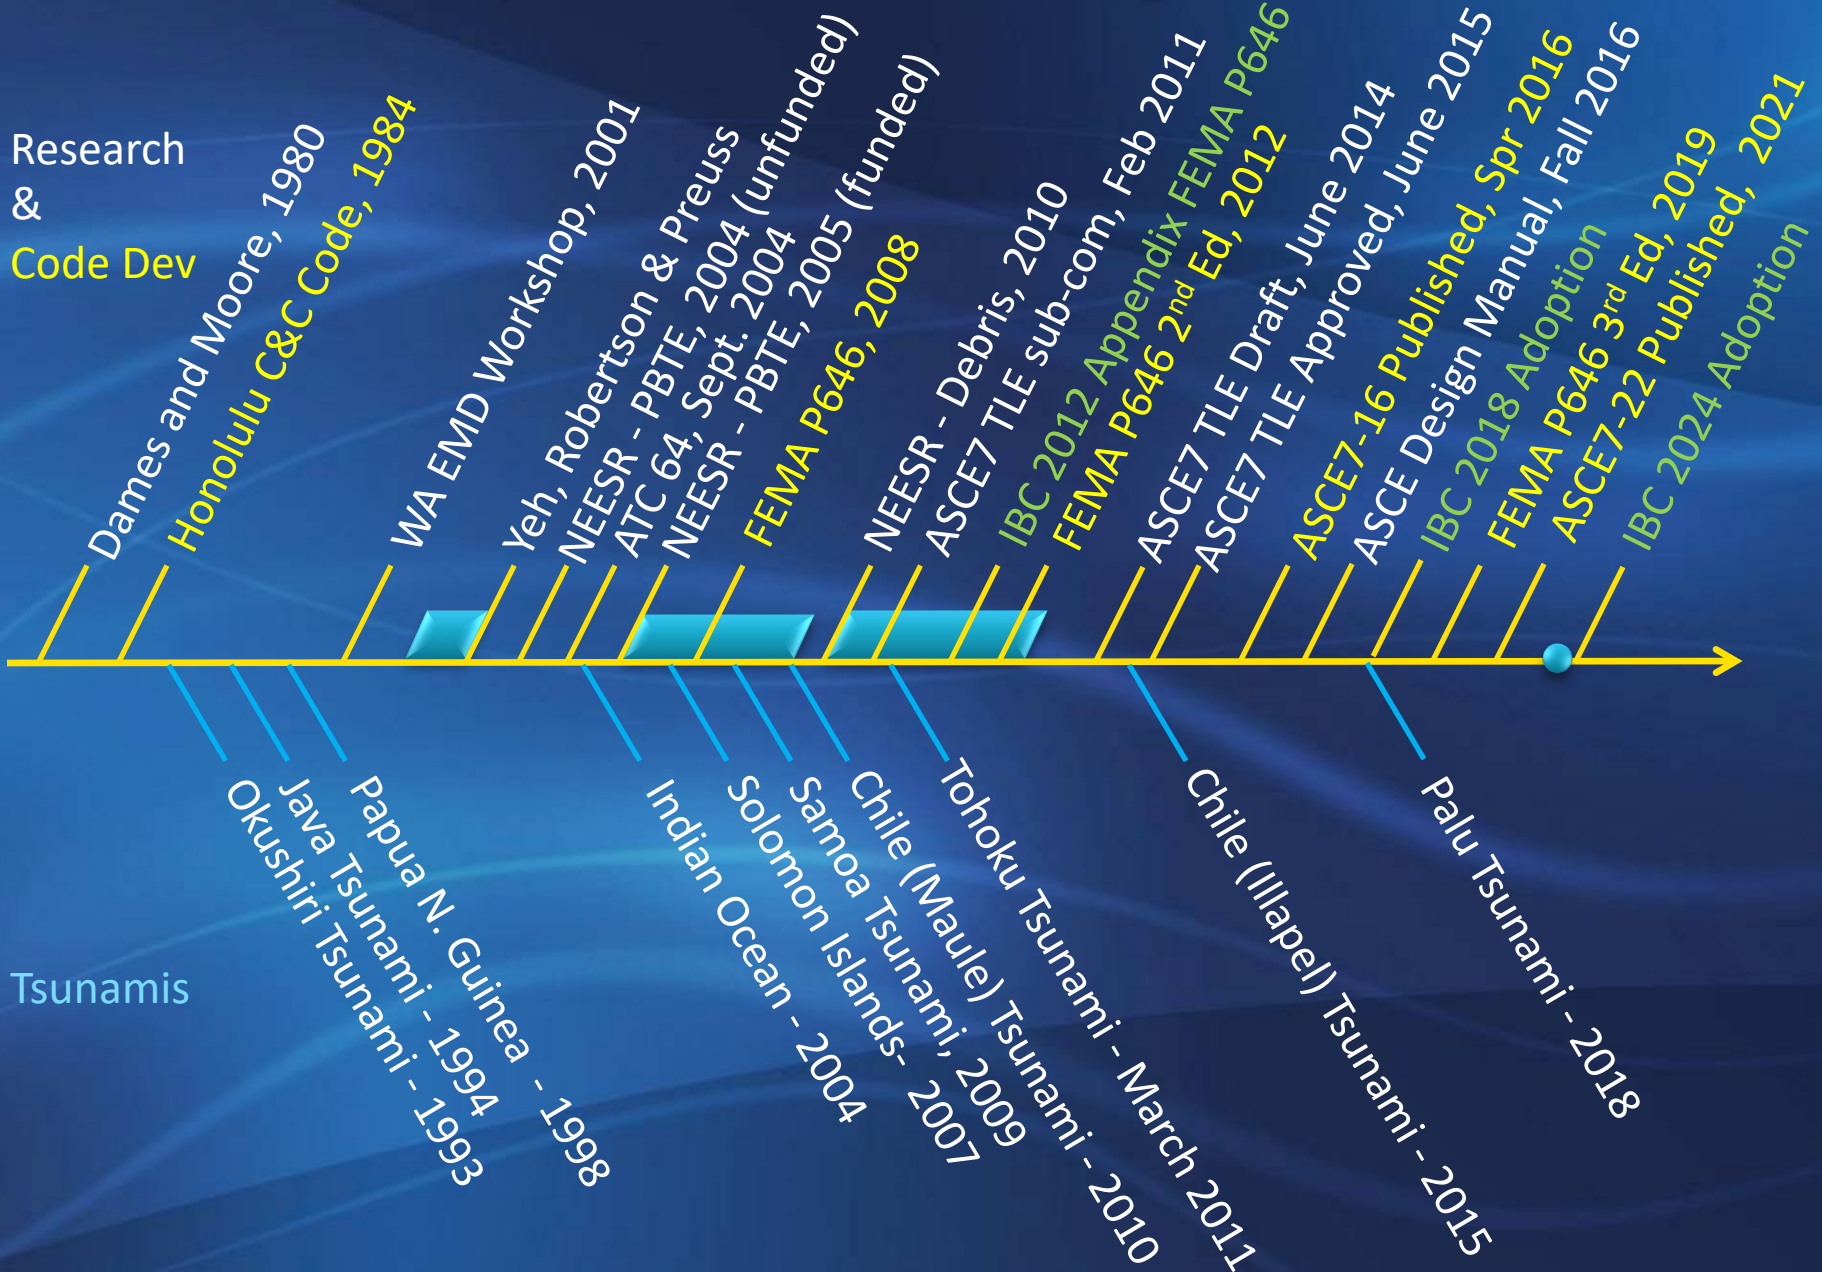 Research
&
Code Dev
Dames and Moore, 1980
Honolulu C&C Code, 1984
WA EMD Workshop, 2001
Yeh, Robertson & Preuss
NEESR - PBTE, 2004 (unfunded)
ATC 64, Sept. 2004
NEESR - PBTE, 2005 (funded)
FEMA P646, 2008
NEESR - Debris, 2010
ASCE7 TLE sub-com, Feb 2011
IBC 2012 Appendix FEMA P646
FEMA P646 2nd Ed, 2012
ASCE7 TLE Draft, June 2014
ASCE7 TLE Approved, June 2015
ASCE7-16 Published, Spr 2016
ASCE Design Manual, Fall 2016
IBC 2018 Adoption
FEMA P646 3rd Ed, 2019
ASCE7-22 Published, 2021
IBC 2024 Adoption
Tsunamis
Okushiri Tsunami - 1993
Java Tsunami - 1994
Papua N. Guinea - 1998
Indian Ocean - 2004
Solomon Islands- 2007
Samoa Tsunami, 2009
Chile (Maule) Tsunami - 2010
Tohoku Tsunami - March 2011
Chile (Illapel) Tsunami - 2015
Palu Tsunami - 2018